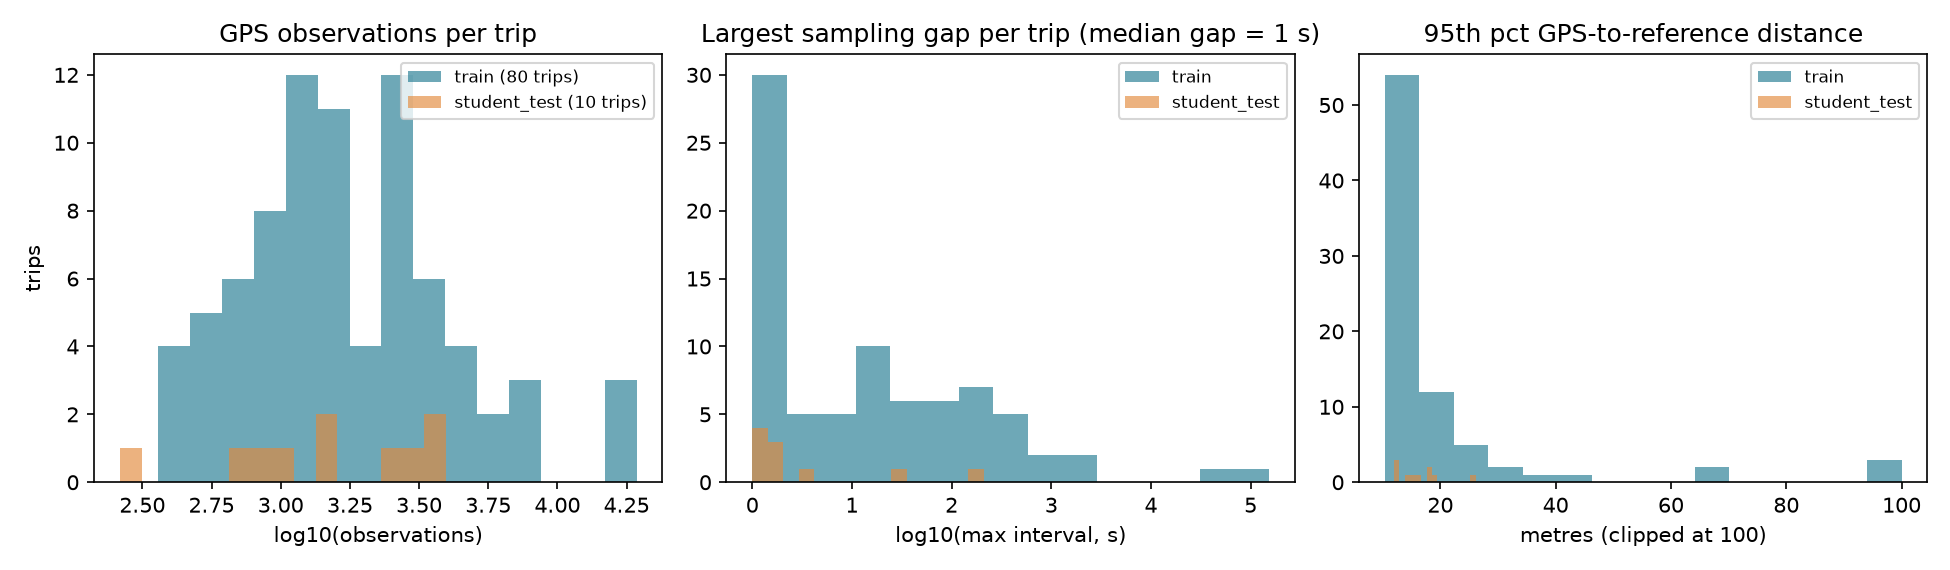 GPS observations per trip
train (80 trips)
student_test (10 trips)
trips
12
10
8
6
4
2
0
2.50 2.75 3.00 3.25 3.50 3.75 4.00 4.25
log10(observations)
Largest sampling gap per trip (median gap = 1 s)
train
student_test
30
25
20
15
10
5
0
0 1 2 3 4 5
log10(max interval, s)
95th pct GPS-to-reference distance
train
student_test
50
40
30
20
10
0
20 40 60 80 100
metres (clipped at 100)